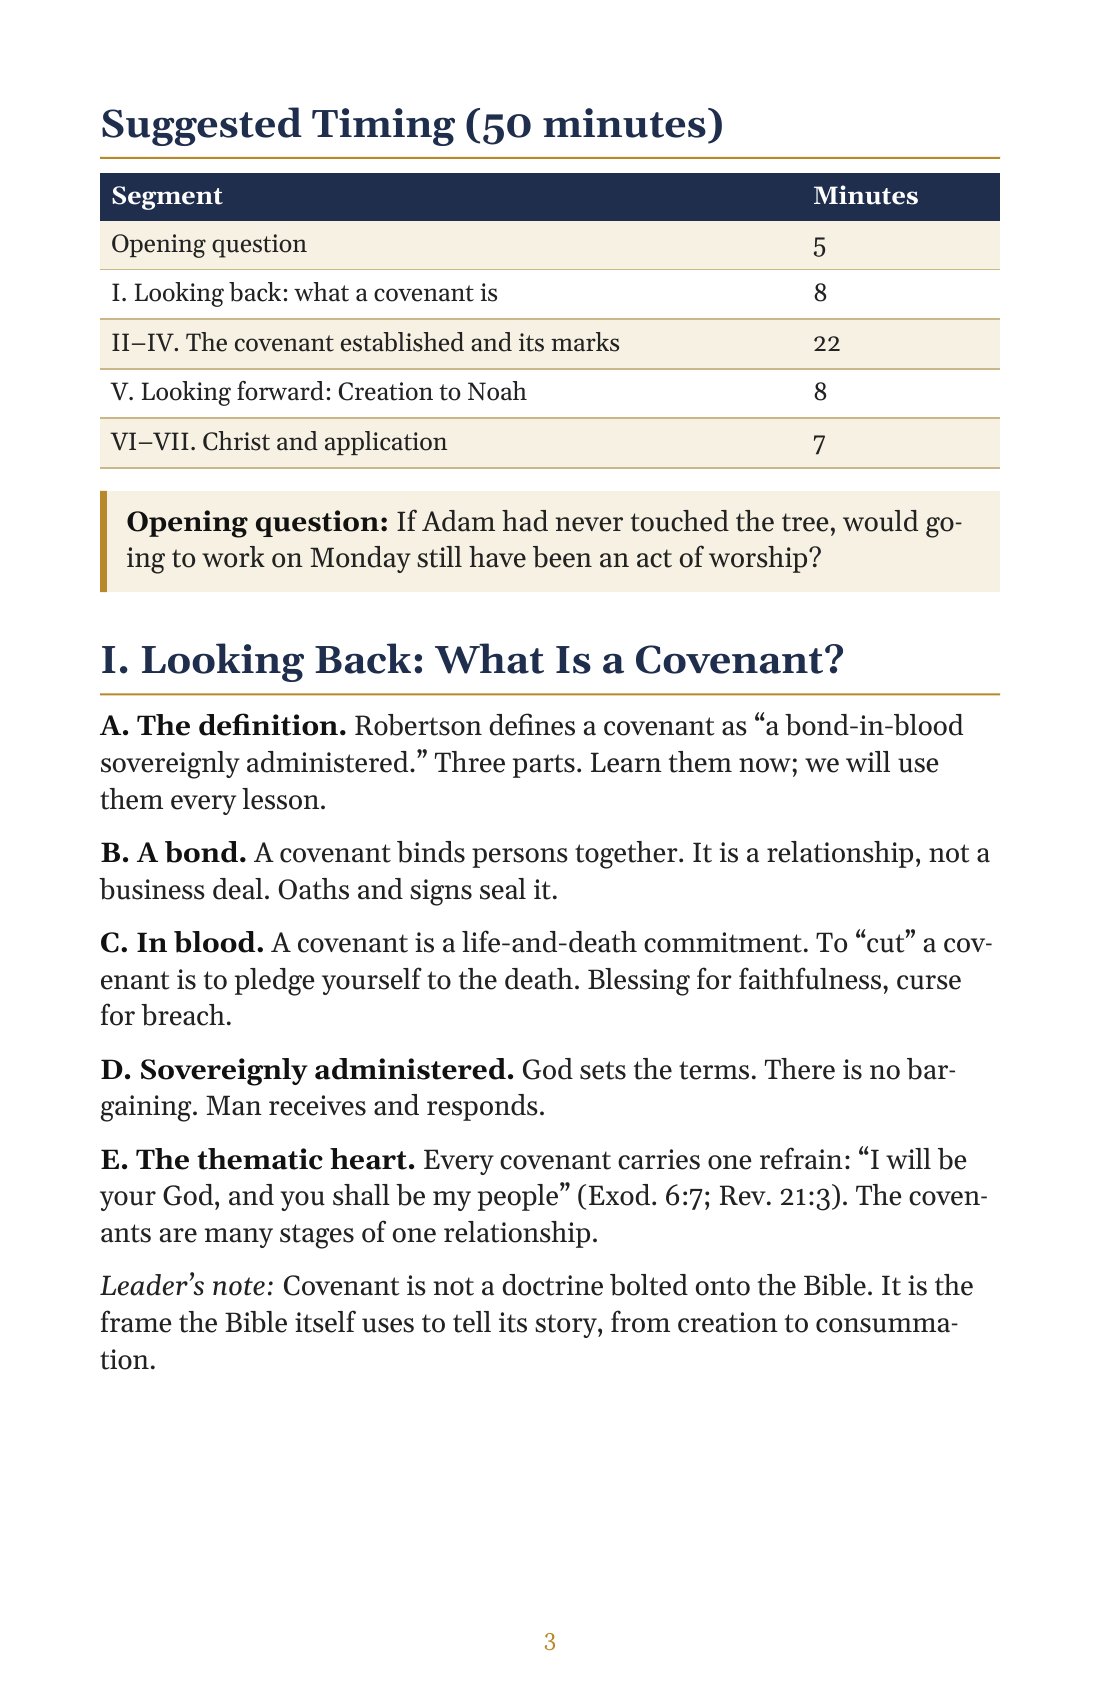 Suggested Timing (50 minutes)
Segment Minutes
Opening question 5
I. Looking back: what a covenant is 8
II–IV. The covenant established and its marks 22
V. Looking forward: Creation to Noah 8
VI–VII. Christ and application 7
Opening question: If Adam had never touched the tree, would go-
ing to work on Monday still have been an act of worship?
I. Looking Back: What Is a Covenant?
A. The definition. Robertson defines a covenant as “a bond-in-blood
sovereignly administered.” Three parts. Learn them now; we will use
them every lesson.
B. A bond. A covenant binds persons together. It is a relationship, not a
business deal. Oaths and signs seal it.
C. In blood. A covenant is a life-and-death commitment. To “cut” a cov-
enant is to pledge yourself to the death. Blessing for faithfulness, curse
for breach.
D. Sovereignly administered. God sets the terms. There is no bar-
gaining. Man receives and responds.
E. The thematic heart. Every covenant carries one refrain: “I will be
your God, and you shall be my people” (Exod. 6:7; Rev. 21:3). The coven-
ants are many stages of one relationship.
Leader’s note: Covenant is not a doctrine bolted onto the Bible. It is the
frame the Bible itself uses to tell its story, from creation to consumma-
tion.
3